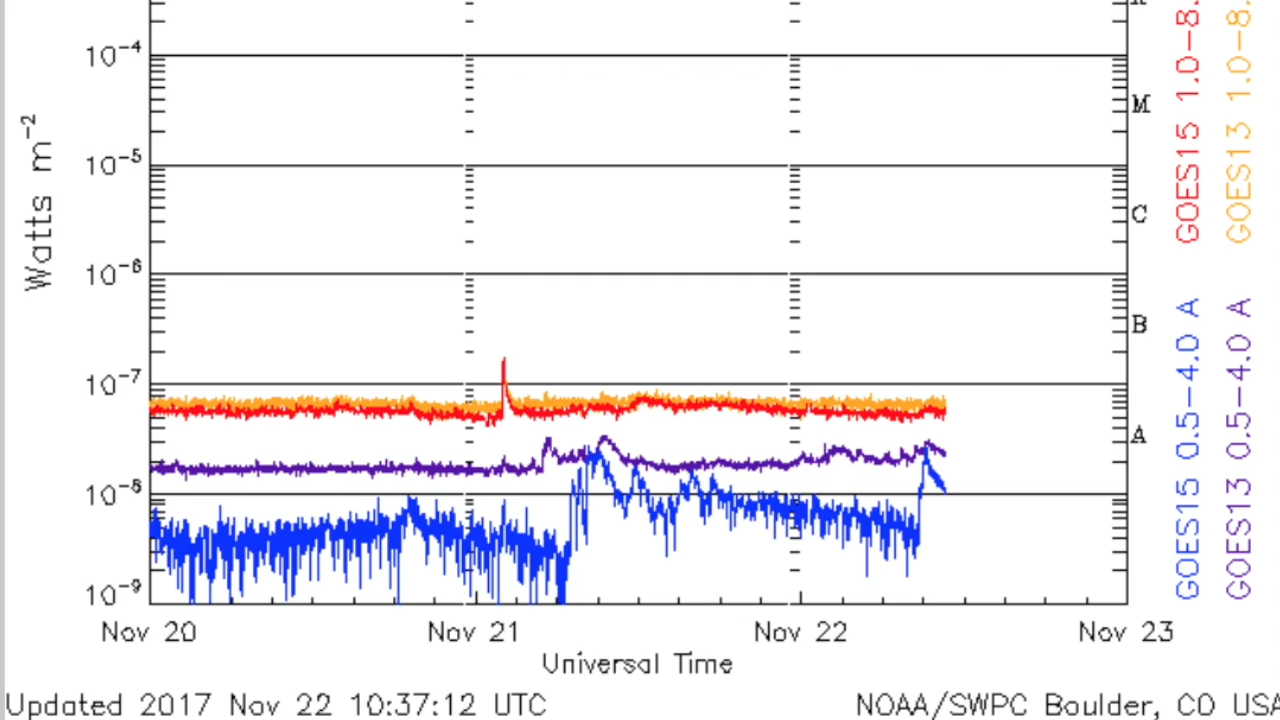 10⁻⁴
10⁻⁵
10⁻⁶
10⁻⁷
10⁻⁸
10⁻⁹
Watts m⁻²
M
C
B
A
GOES15 1.0-8.
GOES13 1.0-8.
GOES15 0.5-4.0 A
GOES13 0.5-4.0 A
Nov 20 Nov 21 Nov 22 Nov 23
Universal Time
Updated 2017 Nov 22 10:37:12 UTC NOAA/SWPC Boulder, CO USA